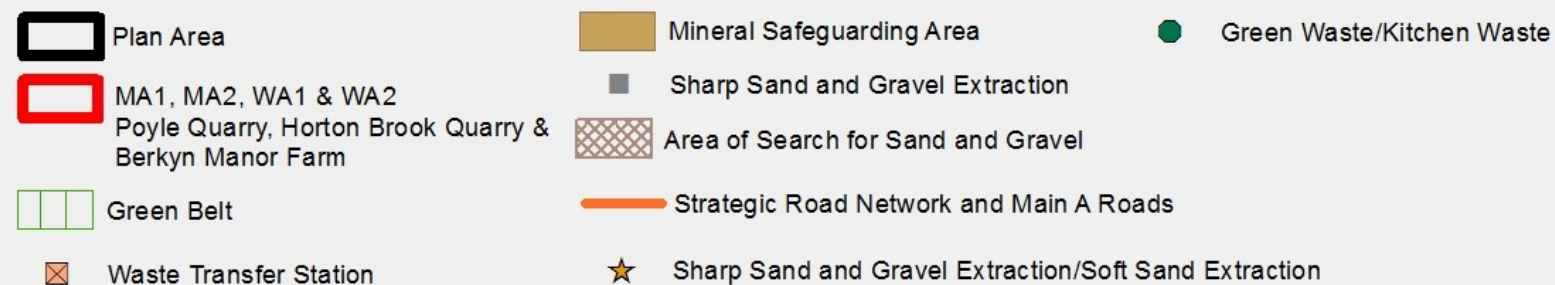 Plan Area
MA1, MA2, WA1 & WA2
Poyle Quarry, Horton Brook Quarry &
Berkyn Manor Farm
Green Belt
Waste Transfer Station
Mineral Safeguarding Area
Sharp Sand and Gravel Extraction
Area of Search for Sand and Gravel
Strategic Road Network and Main A Roads
Sharp Sand and Gravel Extraction/Soft Sand Extraction
Green Waste/Kitchen Waste